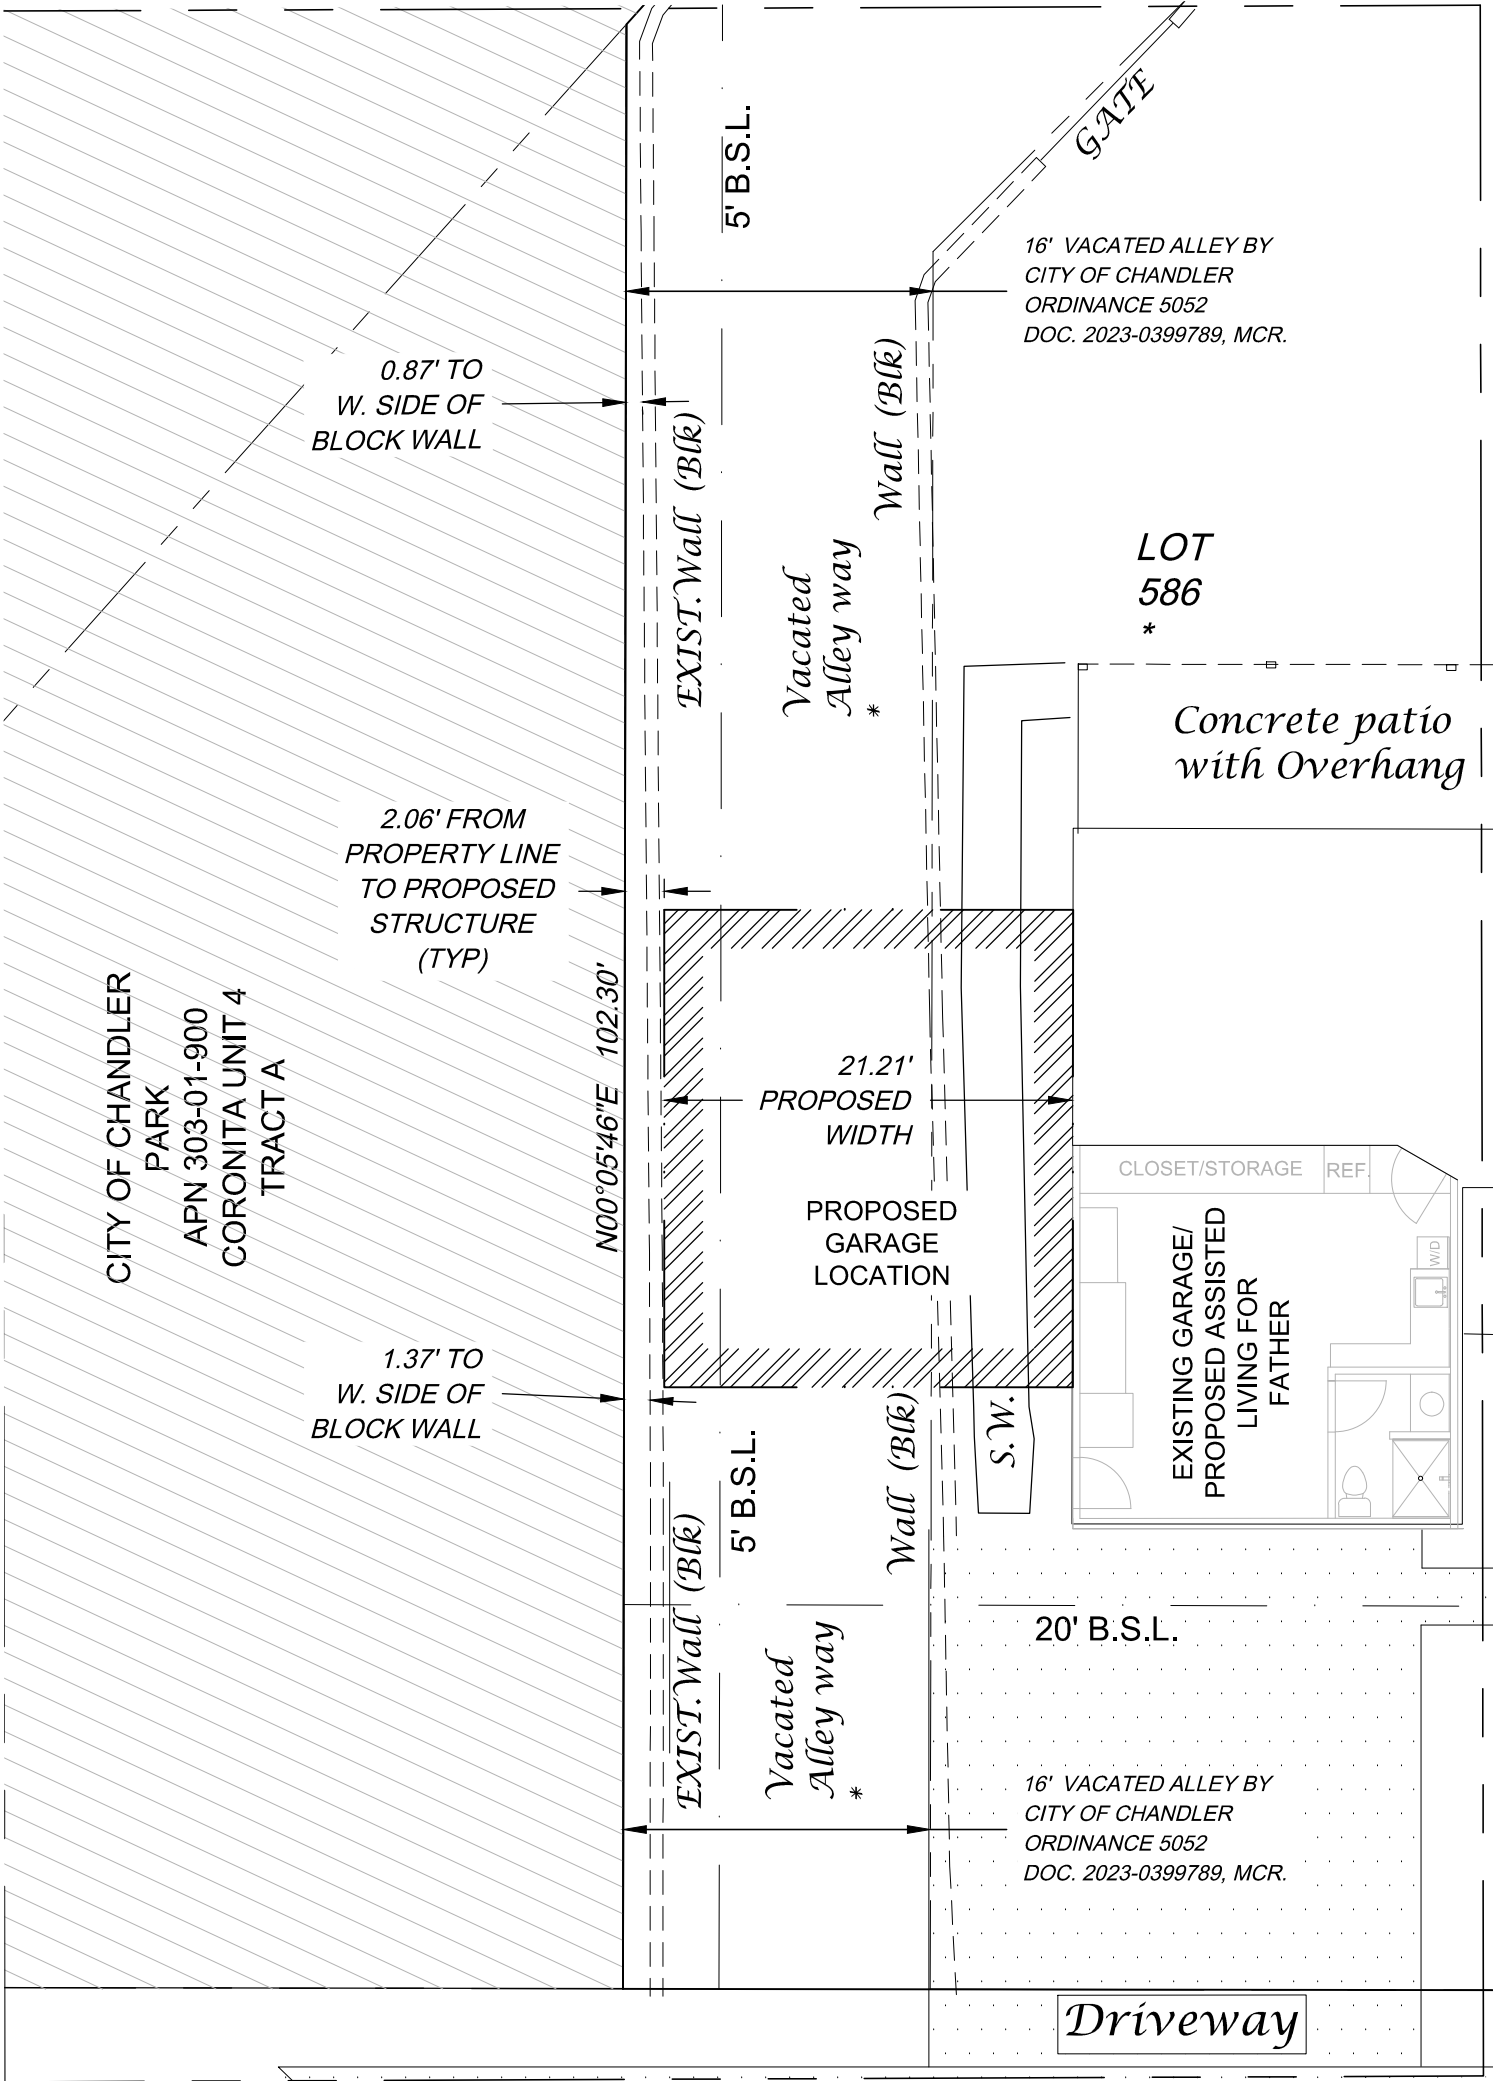 5' B.S.L.
GATE
16' VACATED ALLEY BY
CITY OF CHANDLER
ORDINANCE 5052
DOC. 2023-0399789, MCR.
0.87' TO
W. SIDE OF
BLOCK WALL
EXIST. Wall (Blk)
Wall (Blk)
Vacated
Alley way
*
LOT
586
*
Concrete patio
with Overhang
2.06' FROM
PROPERTY LINE
TO PROPOSED
STRUCTURE
(TYP)
CITY OF CHANDLER
PARK
APN 303-01-900
CORONITA UNIT 4
TRACT A
N00°05'46"E 102.30'
21.21'
PROPOSED
WIDTH
PROPOSED
GARAGE
LOCATION
CLOSET/STORAGE
REF.
W/D
EXISTING GARAGE/
PROPOSED ASSISTED
LIVING FOR
FATHER
1.37' TO
W. SIDE OF
BLOCK WALL
5' B.S.L.
Wall (Blk)
S.W.
EXIST. Wall (Blk)
Vacated
Alley way
*
20' B.S.L.
16' VACATED ALLEY BY
CITY OF CHANDLER
ORDINANCE 5052
DOC. 2023-0399789, MCR.
Driveway